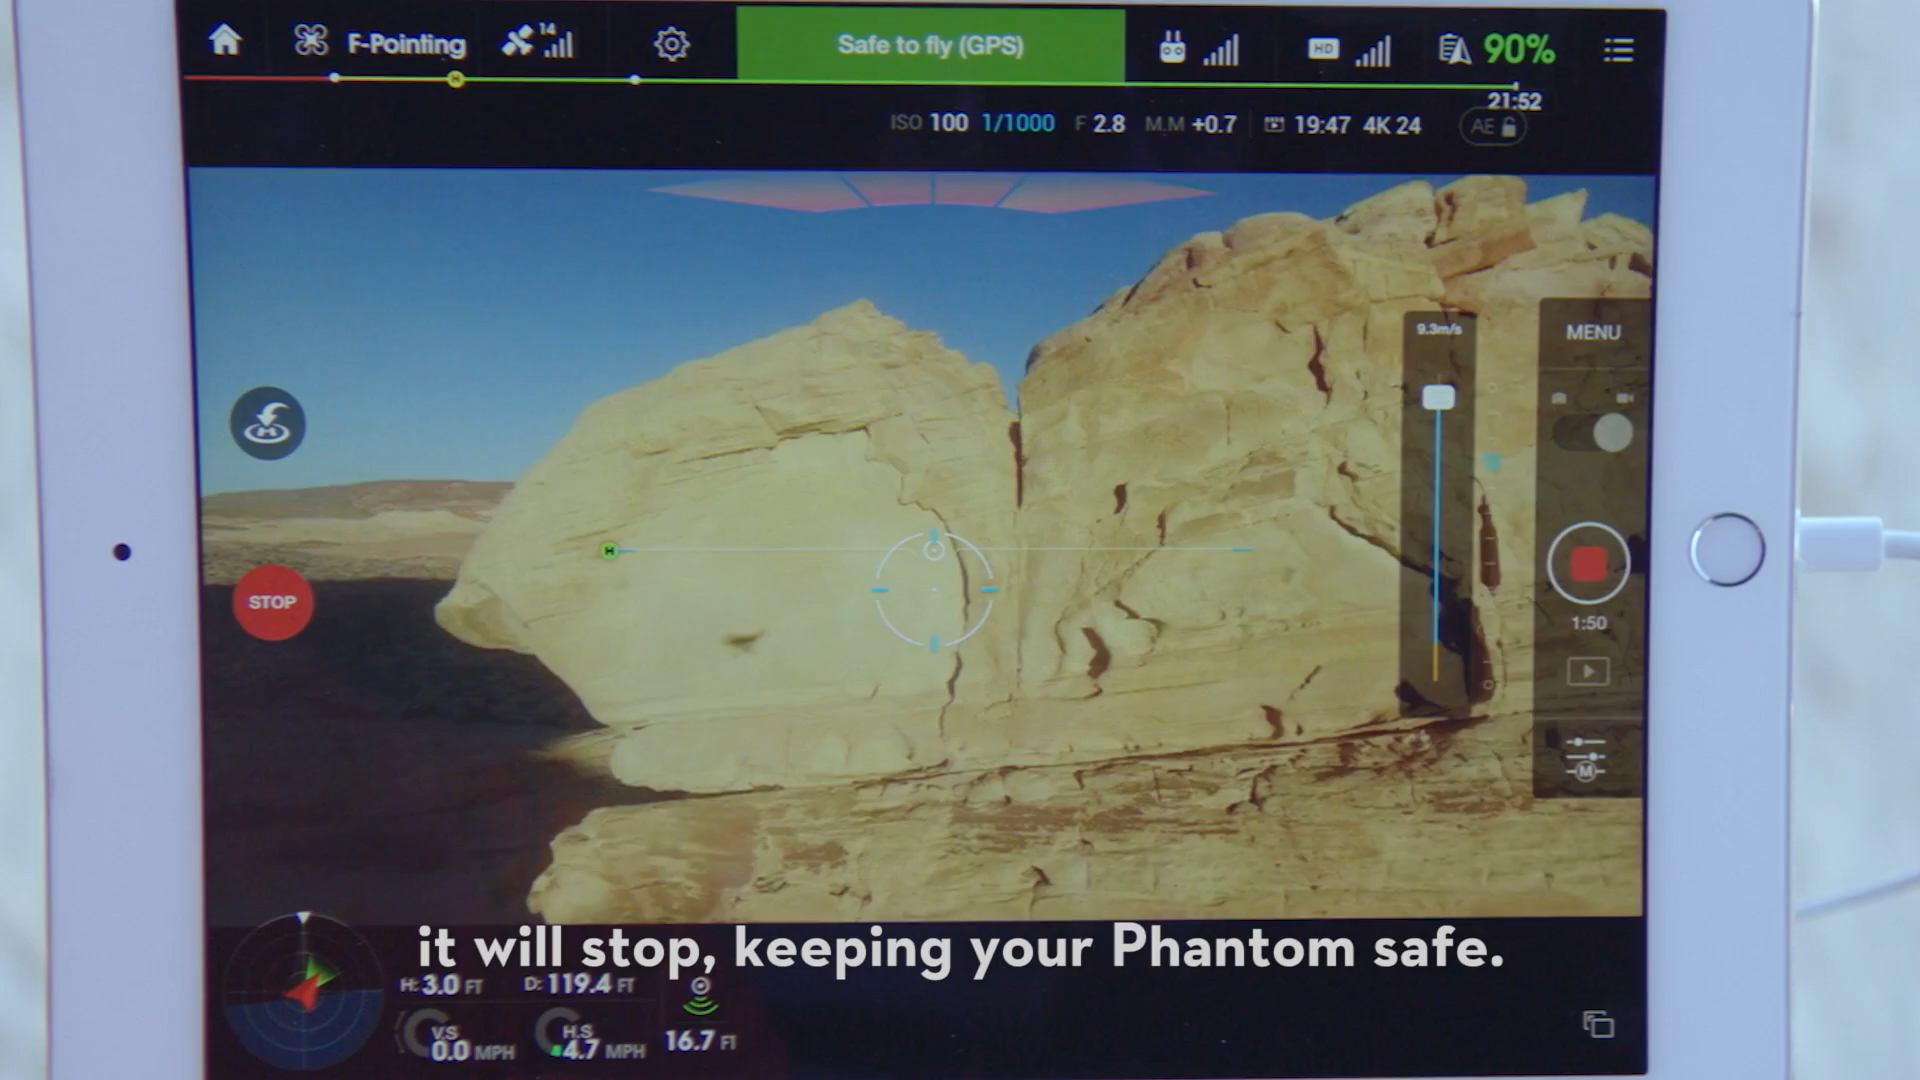 F-Pointing
14
Safe to fly (GPS)
HD
90%
H
21:52
ISO 100 1/1000 F 2.8 M.M +0.7 19:47 4K 24
AE
9.3m/s
MENU
H
STOP
1:50
M
it will stop, keeping your Phantom safe.
H: 3.0 FT D: 119.4 FT
V.S
0.0 MPH
H.S
4.7 MPH
16.7 FT